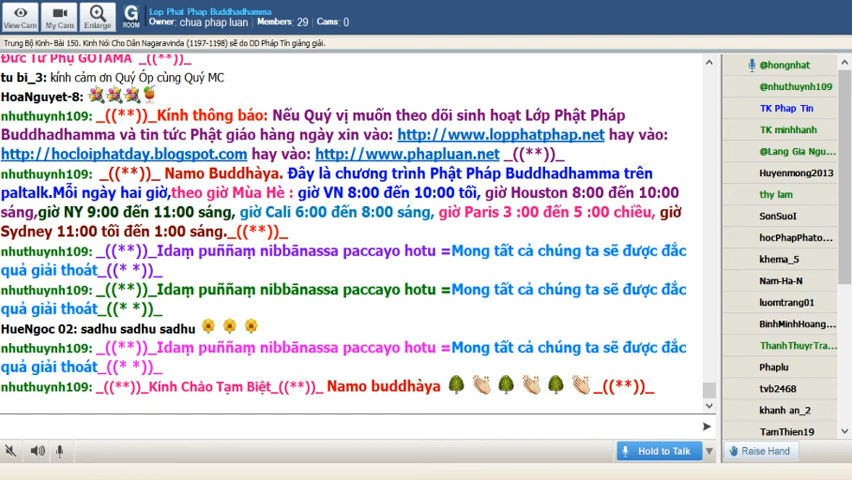 View Cam
My Cam
Enlarge
G
ROOM
Lop Phat Phap Buddhadhamma
Owner: chua phap luan Members: 29 Cams: 0
Trung Bộ Kinh- Bài 150. Kinh Nói Cho Dân Nagaravinda (1197-1198) sẽ do DD Pháp Tín giảng giải.
Đức Từ Phụ GOTAMA _((**)_
tu bi_3: kính cảm ơn Quý Óp cùng Quý MC
HoaNguyet-8:
nhuthuynh109: _((**)_Kính thông báo: Nếu Quý vị muốn theo dõi sinh hoạt Lớp Phật Pháp
Buddhadhamma và tin tức Phật giáo hàng ngày xin vào: http://www.lopphatphap.net hay vào:
http://hocloiphatday.blogspot.com hay vào : http://www.phapluan.net _((**)_
nhuthuynh109: _((**)_ Namo Buddhàya. Đây là chương trình Phật Pháp Buddhadhamma trên
paltalk.Mỗi ngày hai giờ,theo giờ Mùa Hè : giờ VN 8:00 đến 10:00 tối, giờ Houston 8:00 đến 10:00
sáng,giờ NY 9:00 đến 11:00 sáng, giờ Cali 6:00 đến 8:00 sáng, giờ Paris 3 :00 đến 5 :00 chiều, giờ
Sydney 11:00 tối đến 1:00 sáng._((**)_
nhuthuynh109: _((**)_Idaṃ puññaṃ nibbānassa paccayo hotu =Mong tất cả chúng ta sẽ được đắc
quả giải thoát_((* *)_
nhuthuynh109: _((**)_Idaṃ puññaṃ nibbānassa paccayo hotu =Mong tất cả chúng ta sẽ được đắc
quả giải thoát_((* *)_
HueNgoc 02: sadhu sadhu sadhu
nhuthuynh109: _((**)_Idaṃ puññaṃ nibbānassa paccayo hotu =Mong tất cả chúng ta sẽ được đắc
quả giải thoát_((* *)_
nhuthuynh109: _((**))_Kính Chào Tạm Biệt_((**))_ Namo buddhàya _((**))_
Hold to Talk
@hongnhat
@nhuthuynh109
TK Phap Tin
TK minhhanh
@Lang Gia Ngu...
Huyenmong2013
thy lam
SonSuoI
hocPhapPhato...
khema_5
Nam-Ha-N
luomtrang01
BinhMinhHoang...
ThanhThuyrTra...
Phaplu
tvb2468
khanh an_2
TamThien19
Raise Hand